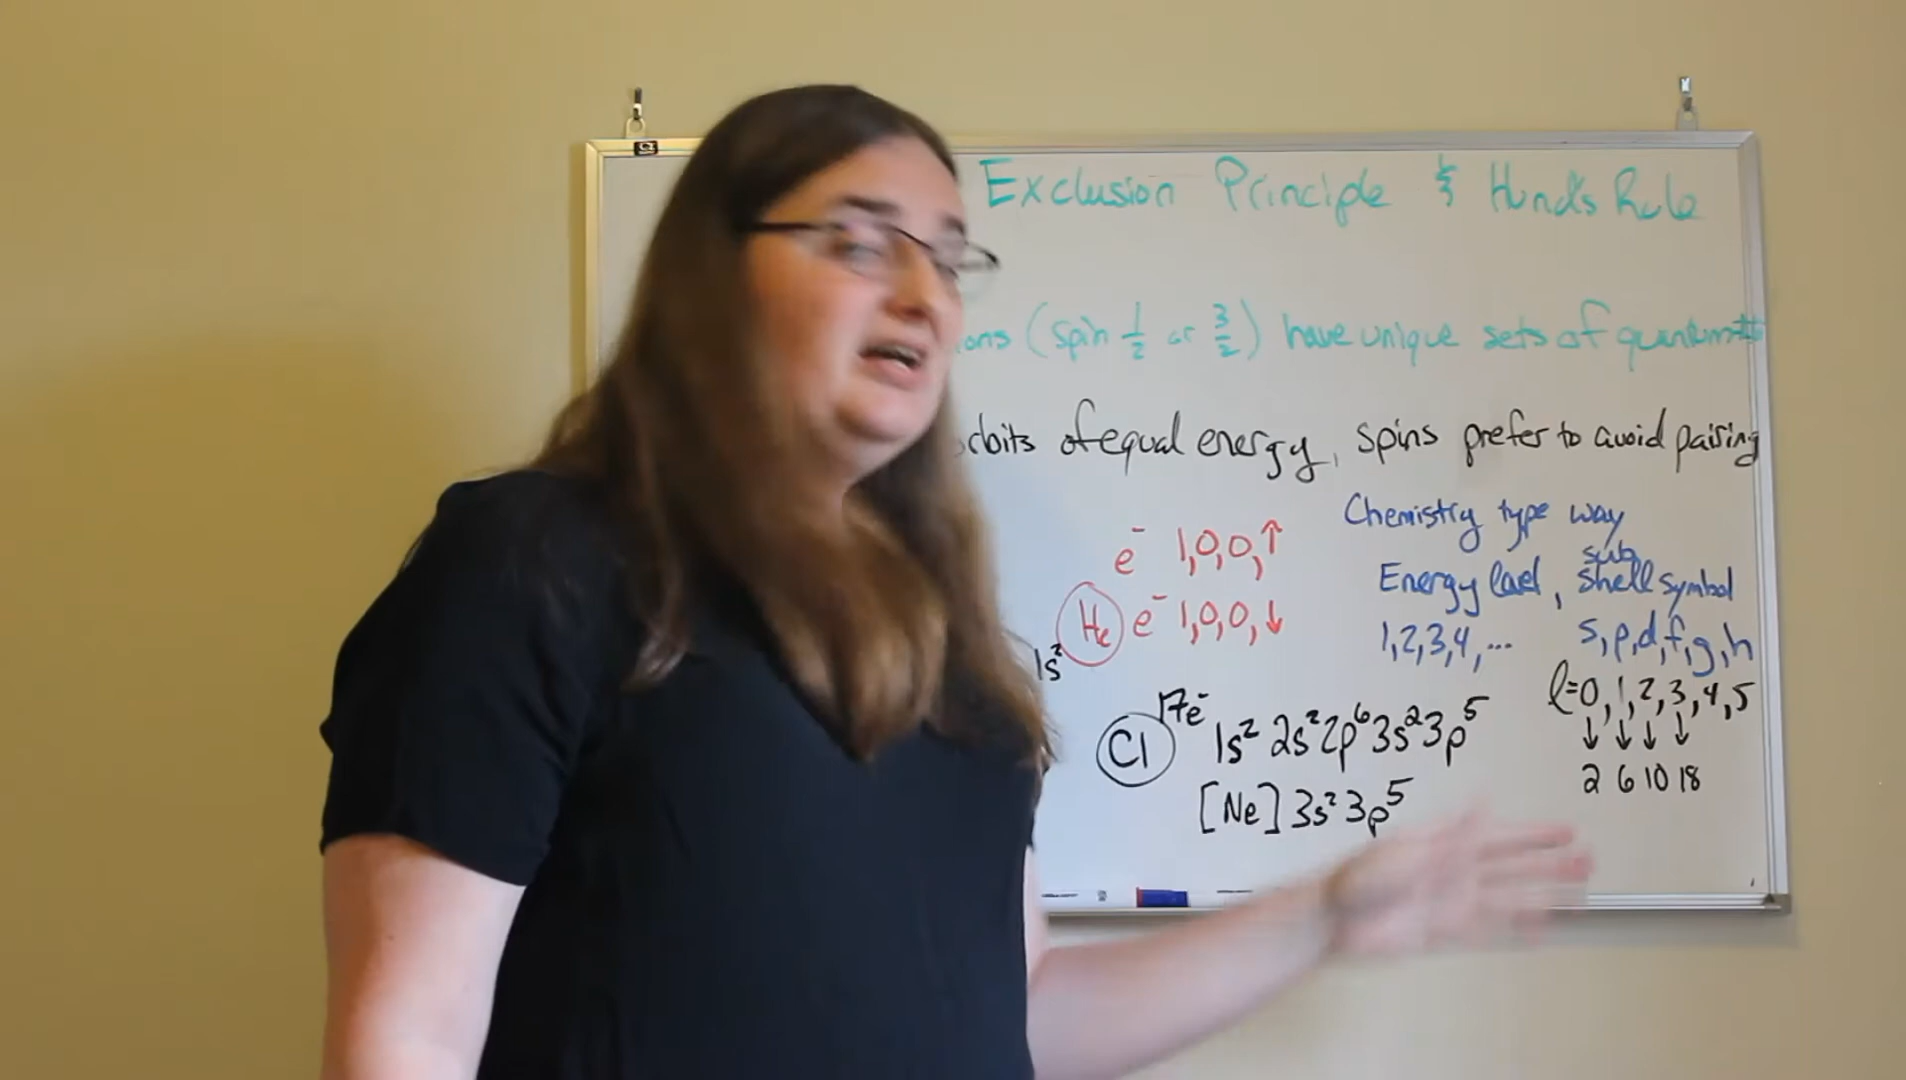 Exclusion Principle & Hund's Rule
ons (spin 1/2 or 3/2) have unique sets of quantum #s
orbits of equal energy, spins prefer to avoid pairing
Chemistry type way
Energy level, subshell symbol
1,2,3,4,... s,p,d,f,g,h
l=0,1,2,3,4,5
↓ ↓ ↓ ↓
2 6 10 18
e⁻ 1,0,0,↑
He e⁻ 1,0,0,↓
1s²
Cl 17e⁻ 1s² 2s² 2p⁶ 3s² 3p⁵
[Ne] 3s² 3p⁵